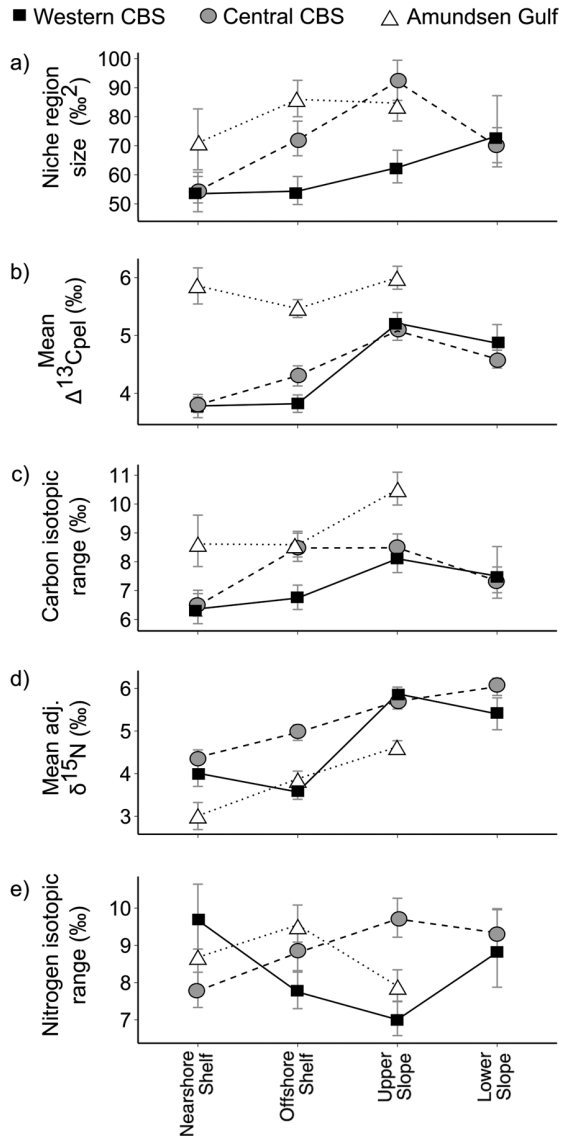 Western CBS Central CBS Amundsen Gulf
a)
Niche region
size (‰²)
100
90
80
70
60
50
b)
Mean
Δ¹³Cpel (‰)
6
5
4
c)
Carbon isotopic
range (‰)
11
10
9
8
7
6
d)
Mean adj.
δ¹⁵N (‰)
6
5
4
3
e)
Nitrogen isotopic
range (‰)
10
9
8
7
Nearshore
Shelf
Offshore
Shelf
Upper
Slope
Lower
Slope